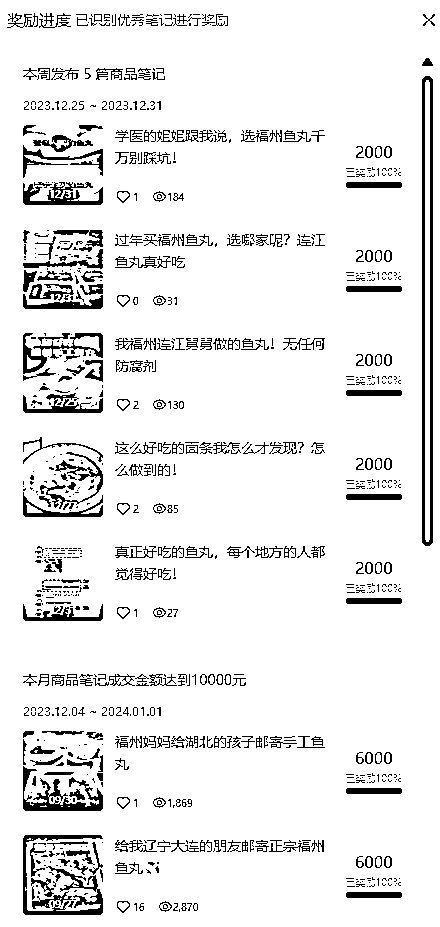 奖励进度 已识别优秀笔记进行奖励
本周发布 5 篇商品笔记
2023.12.25 ~ 2023.12.31
学医的姐姐跟我说，选福州鱼丸千
万别踩坑！
2000
已奖励100%
12/31
1 184
过年买福州鱼丸，选哪家呢？连江
鱼丸真好吃
2000
已奖励100%
0 31
我福州连江舅舅做的鱼丸！无任何
防腐剂
2000
已奖励100%
2 130
这么好吃的面条我怎么才发现？怎
么做到的！
2000
已奖励100%
2 85
真正好吃的鱼丸，每个地方的人都
觉得好吃！
2000
已奖励100%
12/31
1 27
本月商品笔记成交金额达到10000元
2023.12.04 ~ 2024.01.01
福州妈妈给湖北的孩子邮寄手工鱼
丸
6000
已奖励100%
09/30
1 1,869
给我辽宁大连的朋友邮寄正宗福州
鱼丸
6000
已奖励100%
09/27
16 2,870